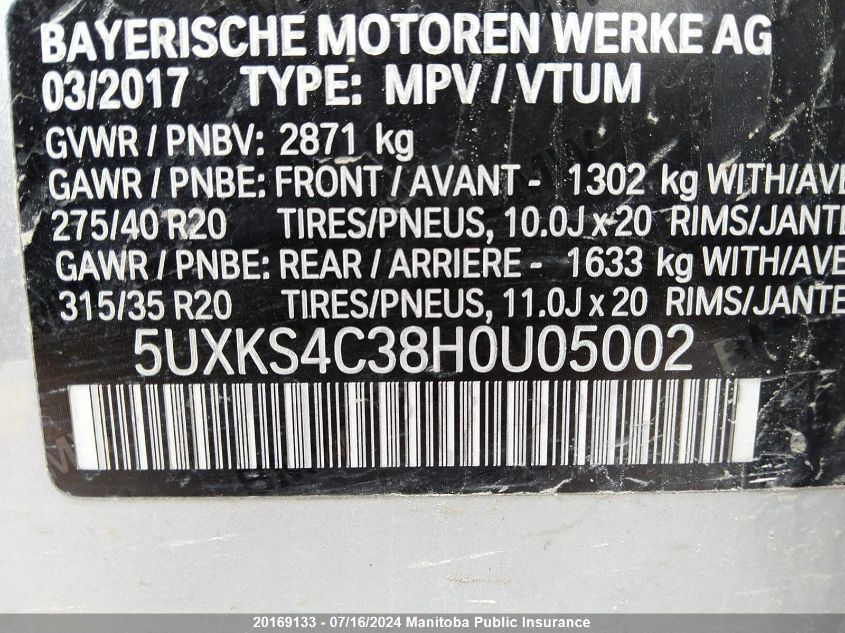 BAYERISCHE MOTOREN WERKE AG
03/2017 TYPE: MPV / VTUM
GVWR / PNBV: 2871 kg
GAWR / PNBE: FRONT / AVANT - 1302 kg WITH/AVE
275/40 R20 TIRES/PNEUS, 10.0J x 20 RIMS/JANTE
GAWR / PNBE: REAR / ARRIERE - 1633 kg WITH/AVE
315/35 R20 TIRES/PNEUS, 11.0J x 20 RIMS/JANTE
5UXKS4C38H0U05002
20169133 - 07/16/2024 Manitoba Public Insurance